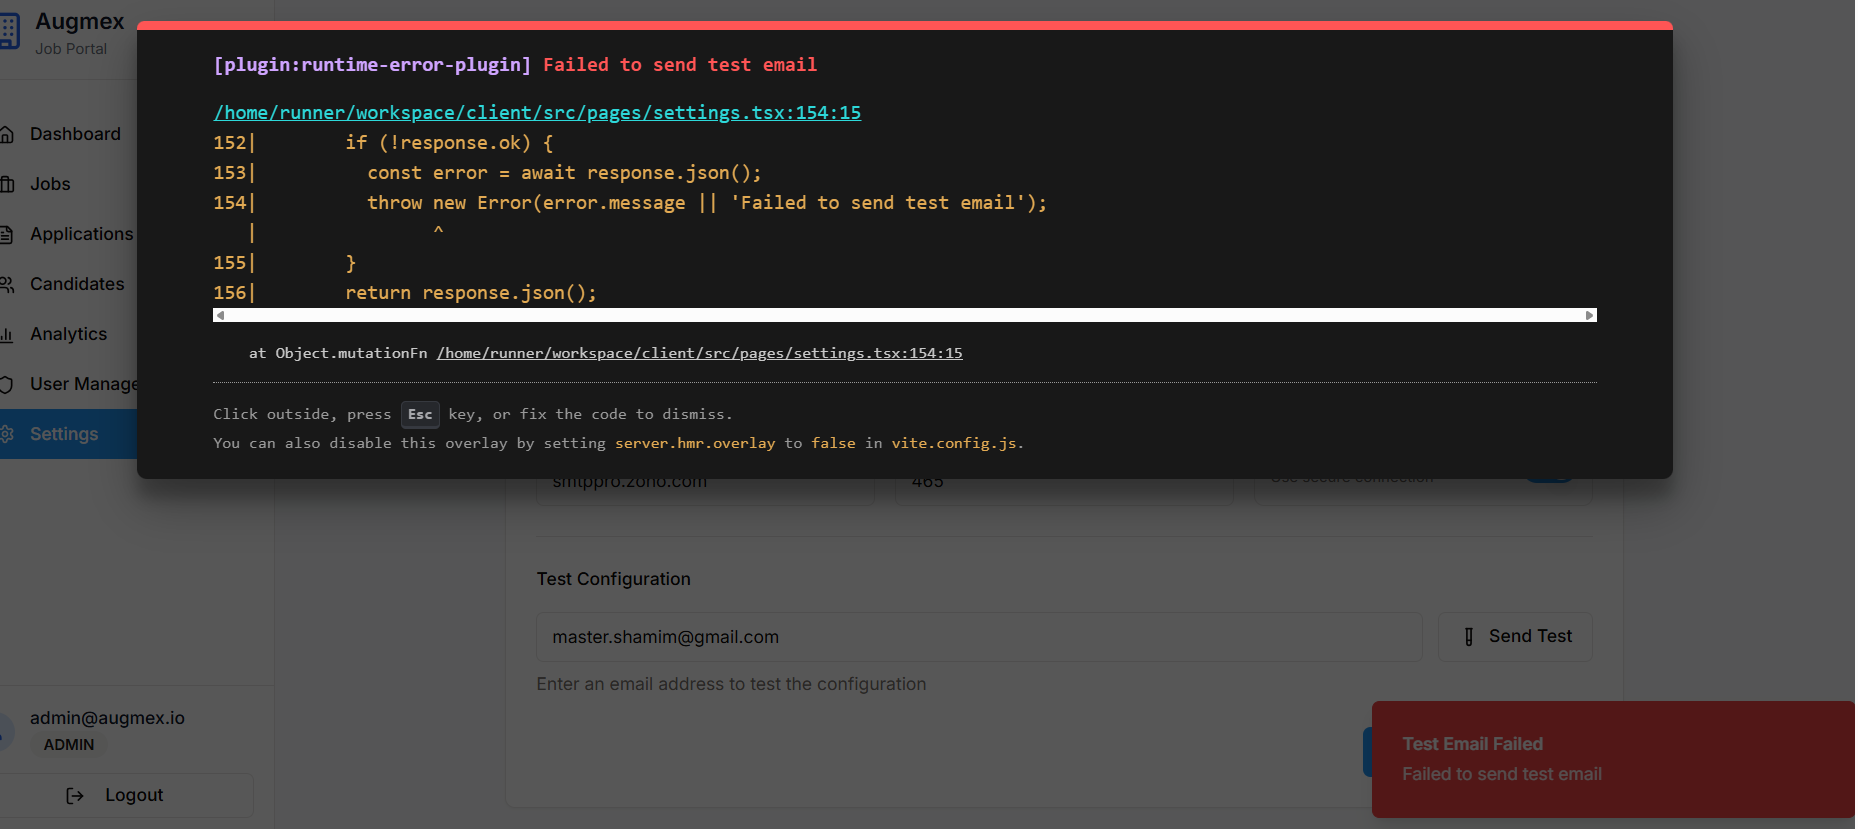 Augmex
Job Portal
Dashboard
Jobs
Applications
Candidates
Analytics
User Manage
Settings
admin@augmex.io
ADMIN
Logout
[plugin:runtime-error-plugin] Failed to send test email
/home/runner/workspace/client/src/pages/settings.tsx:154:15
152|        if (!response.ok) {
153|          const error = await response.json();
154|          throw new Error(error.message || 'Failed to send test email');
   |                ^
155|        }
156|        return response.json();
at Object.mutationFn /home/runner/workspace/client/src/pages/settings.tsx:154:15
Click outside, press Esc key, or fix the code to dismiss.
You can also disable this overlay by setting server.hmr.overlay to false in vite.config.js.
smtppro.zoho.com
465
Use secure connection
Test Configuration
master.shamim@gmail.com
Send Test
Enter an email address to test the configuration
Test Email Failed
Failed to send test email